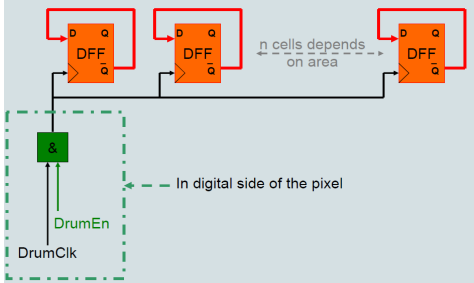 D Q
DFF
Q
D Q
DFF
Q
n cells depends
on area
D Q
DFF
Q
&
In digital side of the pixel
DrumEn
DrumClk